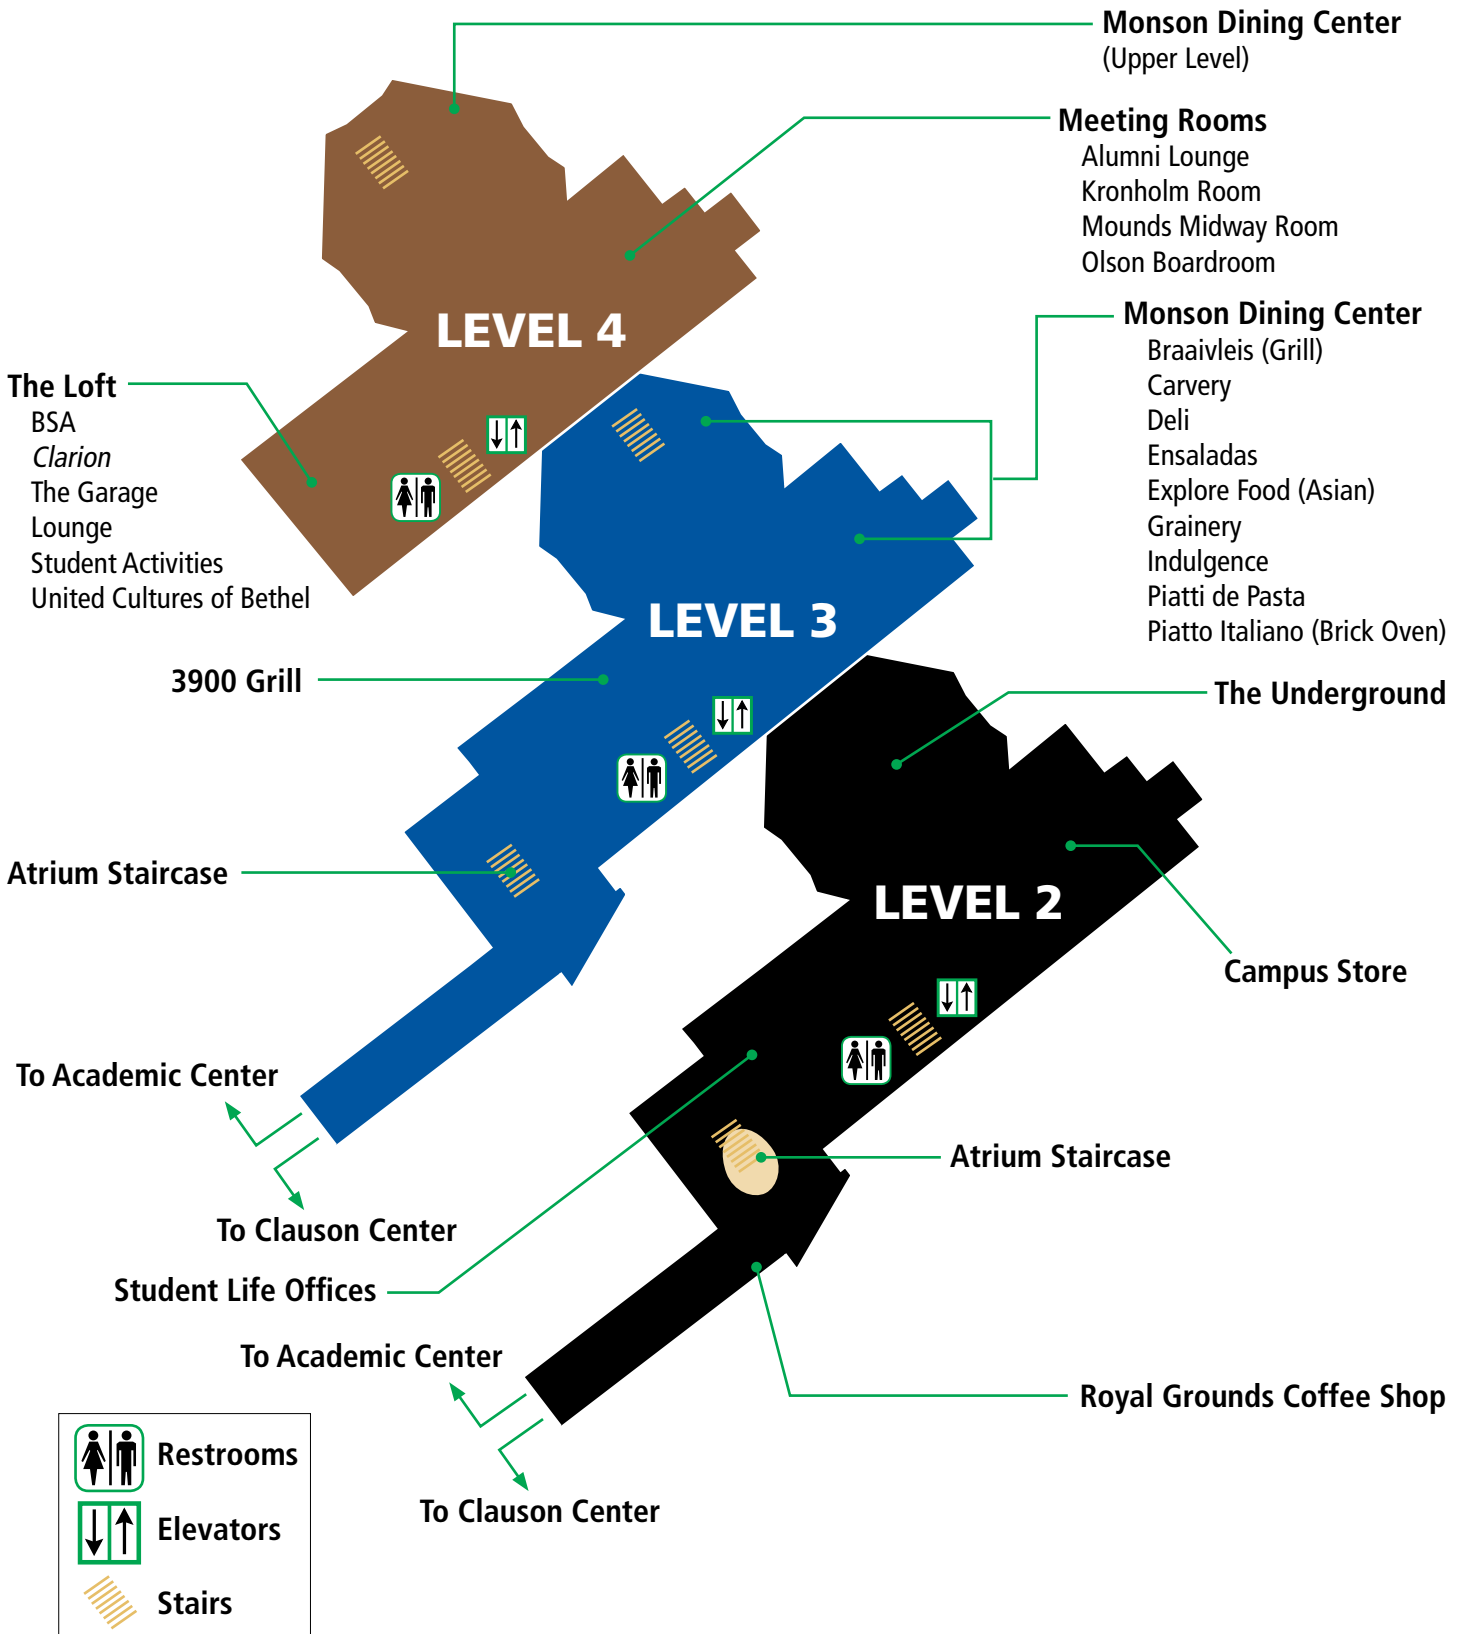 Monson Dining Center
(Upper Level)
Meeting Rooms
Alumni Lounge
Kronholm Room
Mounds Midway Room
Olson Boardroom
LEVEL 4
The Loft
BSA
Clarion
The Garage
Lounge
Student Activities
United Cultures of Bethel
Monson Dining Center
Braaivleis (Grill)
Carvery
Deli
Ensaladas
Explore Food (Asian)
Grainery
Indulgence
Piatti de Pasta
Piatto Italiano (Brick Oven)
LEVEL 3
3900 Grill
Atrium Staircase
To Academic Center
To Clauson Center
The Underground
LEVEL 2
Campus Store
Atrium Staircase
Student Life Offices
To Academic Center
To Clauson Center
Royal Grounds Coffee Shop
Restrooms
Elevators
Stairs